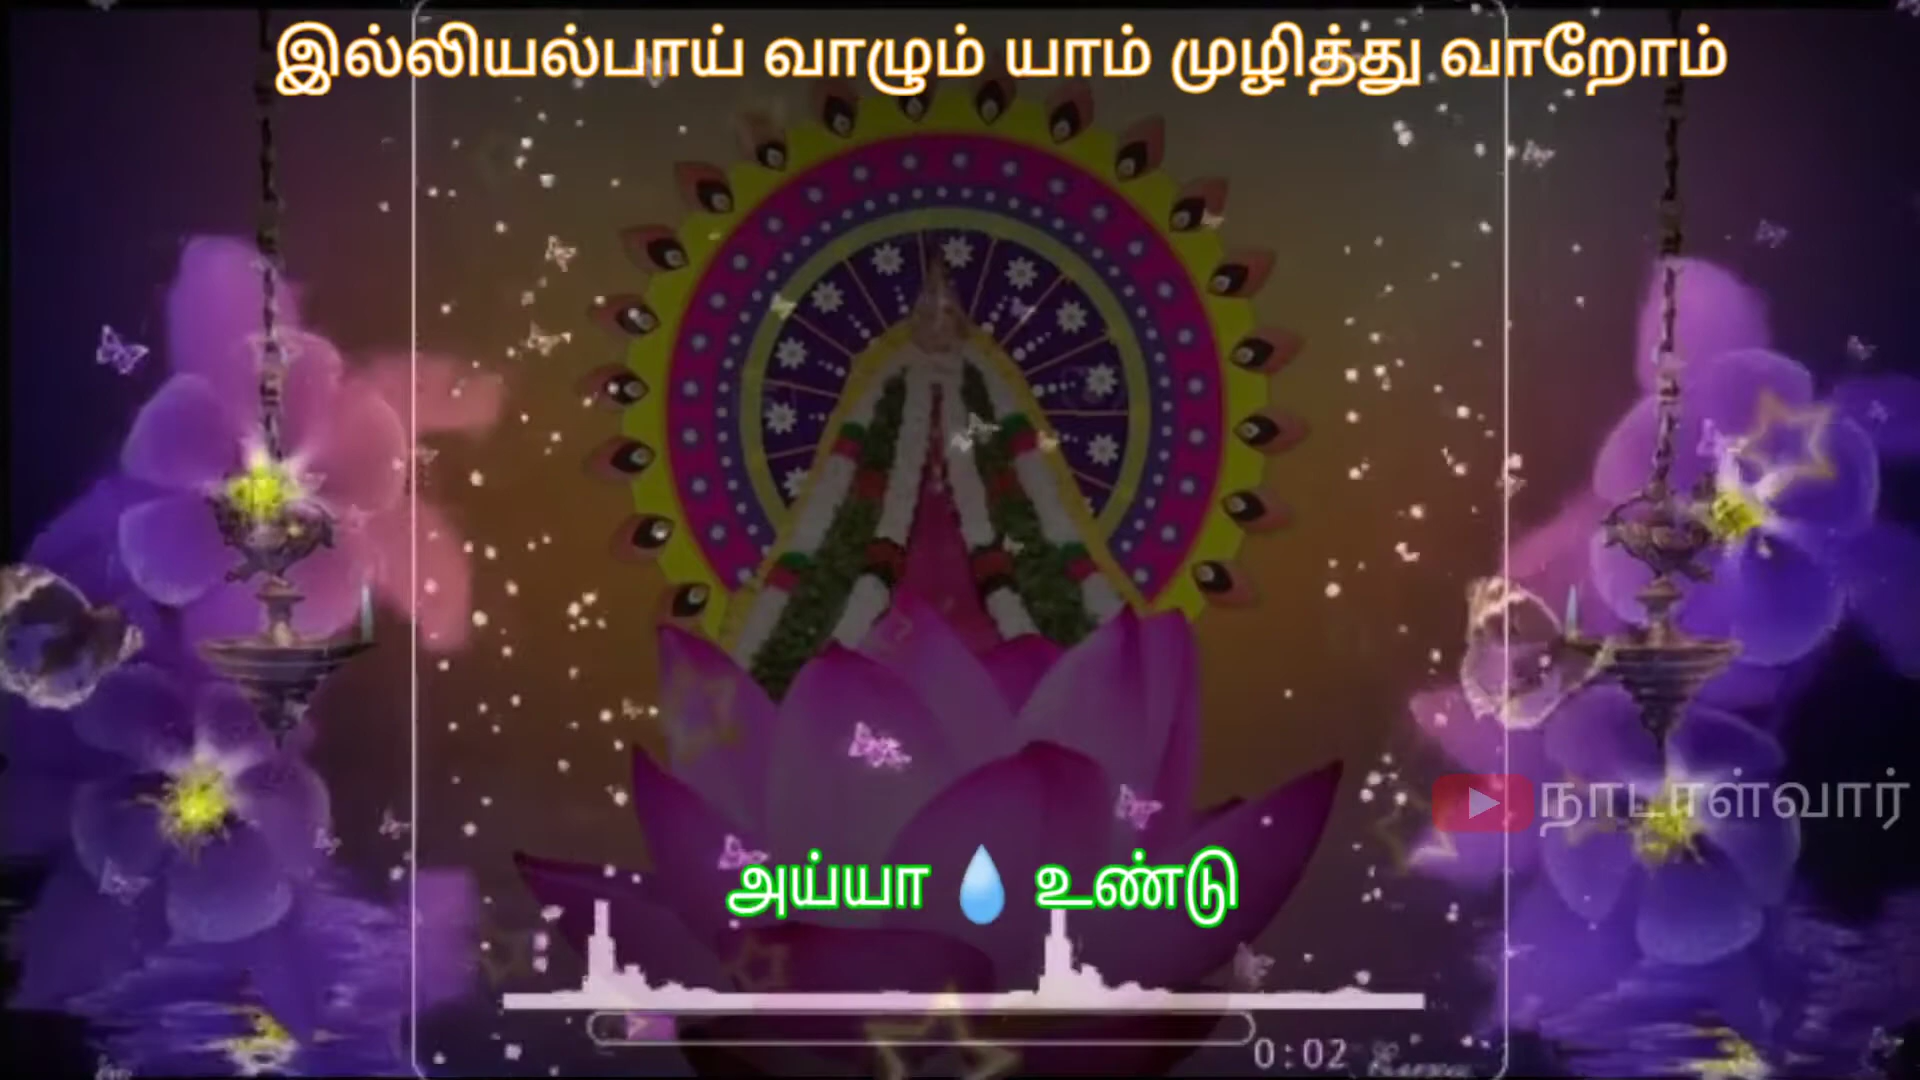 இல்லியல்பாய் வாழும் யாம் முழித்து வாறோம்
நாடாள்வார்
அய்யா 💧 உண்டு
0:02